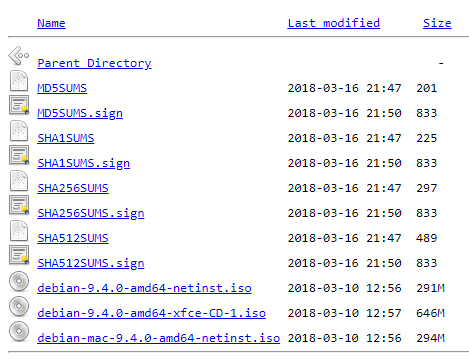 Name Last modified Size
Parent Directory -
MD5SUMS 2018-03-16 21:47 201
MD5SUMS.sign 2018-03-16 21:50 833
SHA1SUMS 2018-03-16 21:47 225
SHA1SUMS.sign 2018-03-16 21:50 833
SHA256SUMS 2018-03-16 21:47 297
SHA256SUMS.sign 2018-03-16 21:50 833
SHA512SUMS 2018-03-16 21:47 489
SHA512SUMS.sign 2018-03-16 21:50 833
debian-9.4.0-amd64-netinst.iso 2018-03-10 12:56 291M
debian-9.4.0-amd64-xfce-CD-1.iso 2018-03-10 12:57 646M
debian-mac-9.4.0-amd64-netinst.iso 2018-03-10 12:56 294M